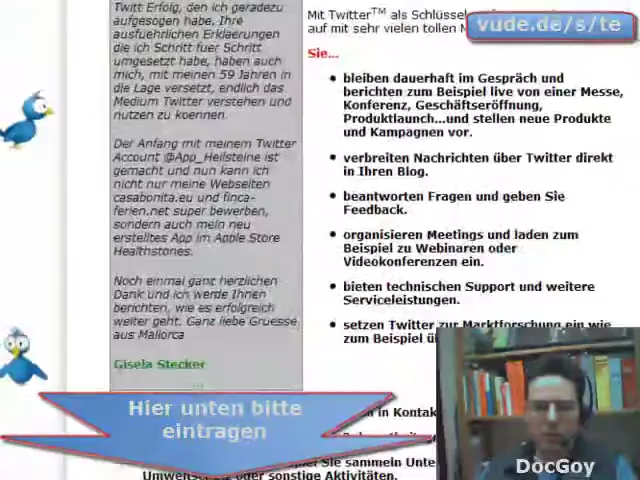 Twitt Erfolg, den ich geradezu
aufgesogen habe. Ihre
ausfuehrlichen Erklaerungen
die ich Schritt fuer Schritt
umgesetzt habe, haben auch
mich, mit meinen 59 Jahren in
die Lage versetzt, endlich das
Medium Twitter verstehen und
nutzen zu koennen.
Der Anfang mit meinem Twitter
Account @App_Heilsteine ist
gemacht und nun kann ich
nicht nur meine Webseiten
casabonita.eu und finca-
ferien.net super bewerben,
sondern auch mein neu
erstelltes App im Apple Store
Healthstones.
Noch einmal ganz herzlichen
Dank und ich werde Ihnen
berichten, wie es erfolgreich
weiter geht. Ganz liebe Gruesse
aus Mallorca
Gisela Stecker
Mit Twitter™ als
auf mit sehr vielen tollen
vude.de/s/te
Sie...
• bleiben dauerhaft im Gespräch und
berichten zum Beispiel live von einer Messe,
Konferenz, Geschäftseröffnung,
Produktlaunch...und stellen neue Produkte
und Kampagnen vor.
• verbreiten Nachrichten über Twitter direkt
in Ihren Blog.
• beantworten Fragen und geben Sie
Feedback.
• organisieren Meetings und laden zum
Beispiel zu Webinaren oder
Videokonferenzen ein.
• bieten technischen Support und weitere
Serviceleistungen.
• setzen Twitter zur Marktforschung ein wie
zum Beispiel
Hier unten bitte
eintragen
in
sammeln
oder sonstige Aktivitäten.
DocGoy